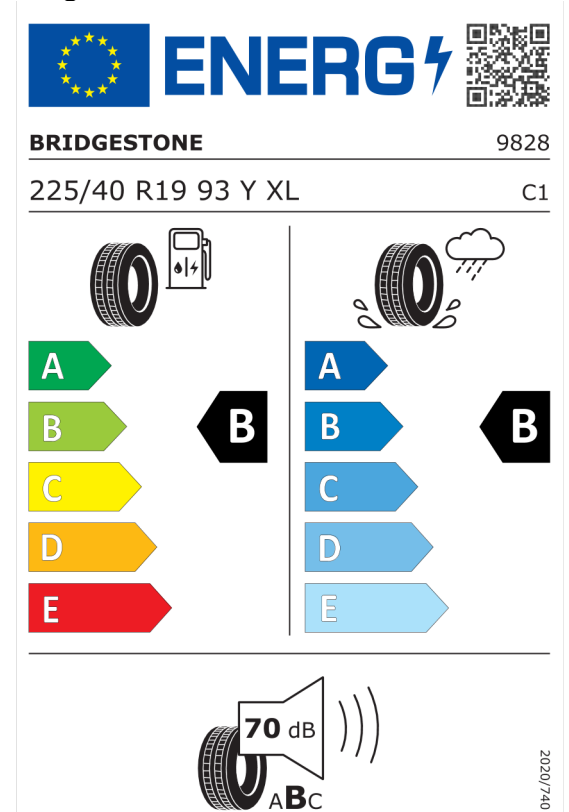 ENERG
BRIDGESTONE 9828
225/40 R19 93 Y XL C1
A A
B B B B
C C
D D
E E
70 dB
ABC
2020/740